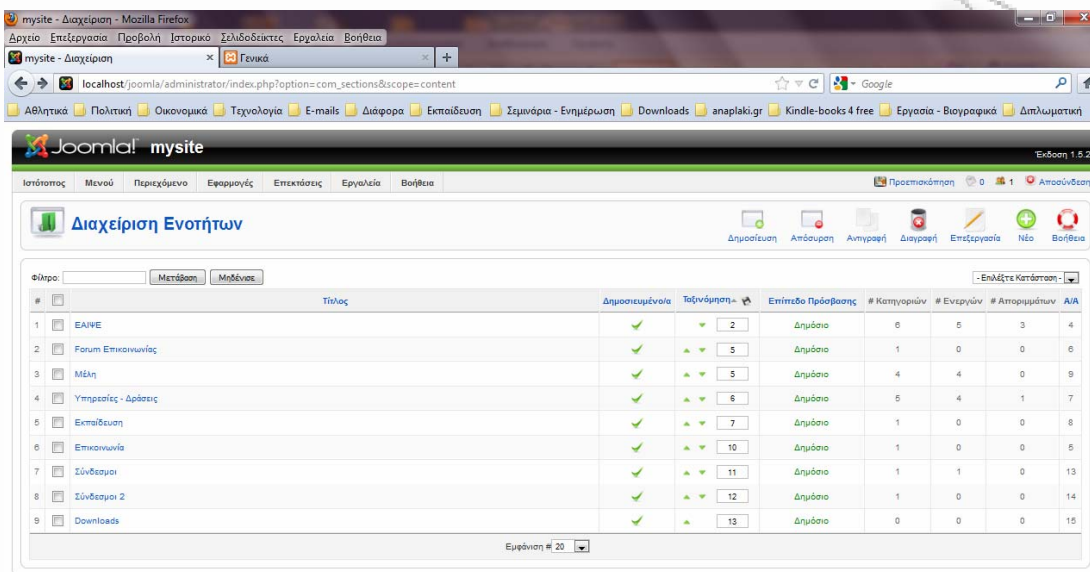 mysite - Διαχείριση - Mozilla Firefox
Αρχείο Επεξεργασία Προβολή Ιστορικό Σελιδοδείκτες Εργαλεία Βοήθεια
mysite - Διαχείριση × Γενικά × +
localhost/joomla/administrator/index.php?option=com_sections&scope=content Google
Αθλητικά Πολιτική Οικονομικά Τεχνολογία E-mails Διάφορα Εκπαίδευση Σεμινάρια - Ενημέρωση Downloads anaplaki.gr Kindle-books 4 free Εργασία - Βιογραφικά Διπλωματική
Joomla! mysite Έκδοση 1.5.2
Ιστότοπος Μενού Περιεχόμενο Εφαρμογές Επεκτάσεις Εργαλεία Βοήθεια Προεπισκόπηση 0 1 Αποσύνδεση
Διαχείριση Ενοτήτων
Δημοσίευση Απόσυρση Αντιγραφή Διαγραφή Επεξεργασία Νέο Βοήθεια
Φίλτρο: Μετάβαση Μηδένισε - Επιλέξτε Κατάσταση -
# Τίτλος Δημοσιευμένο/α Ταξινόμηση Επίπεδο Πρόσβασης # Κατηγοριών # Ενεργών # Απορριμμάτων Α/Α
1 ΕΑΙΨΕ 2 Δημόσιο 6 5 3 4
2 Forum Επικοινωνίας 5 Δημόσιο 1 0 0 6
3 Μέλη 5 Δημόσιο 4 4 0 9
4 Υπηρεσίες - Δράσεις 6 Δημόσιο 5 4 1 7
5 Εκπαίδευση 7 Δημόσιο 1 0 0 8
6 Επικοινωνία 10 Δημόσιο 1 0 0 5
7 Σύνδεσμοι 11 Δημόσιο 1 1 0 13
8 Σύνδεσμοι 2 12 Δημόσιο 1 0 0 14
9 Downloads 13 Δημόσιο 0 0 0 15
Εμφάνιση # 20